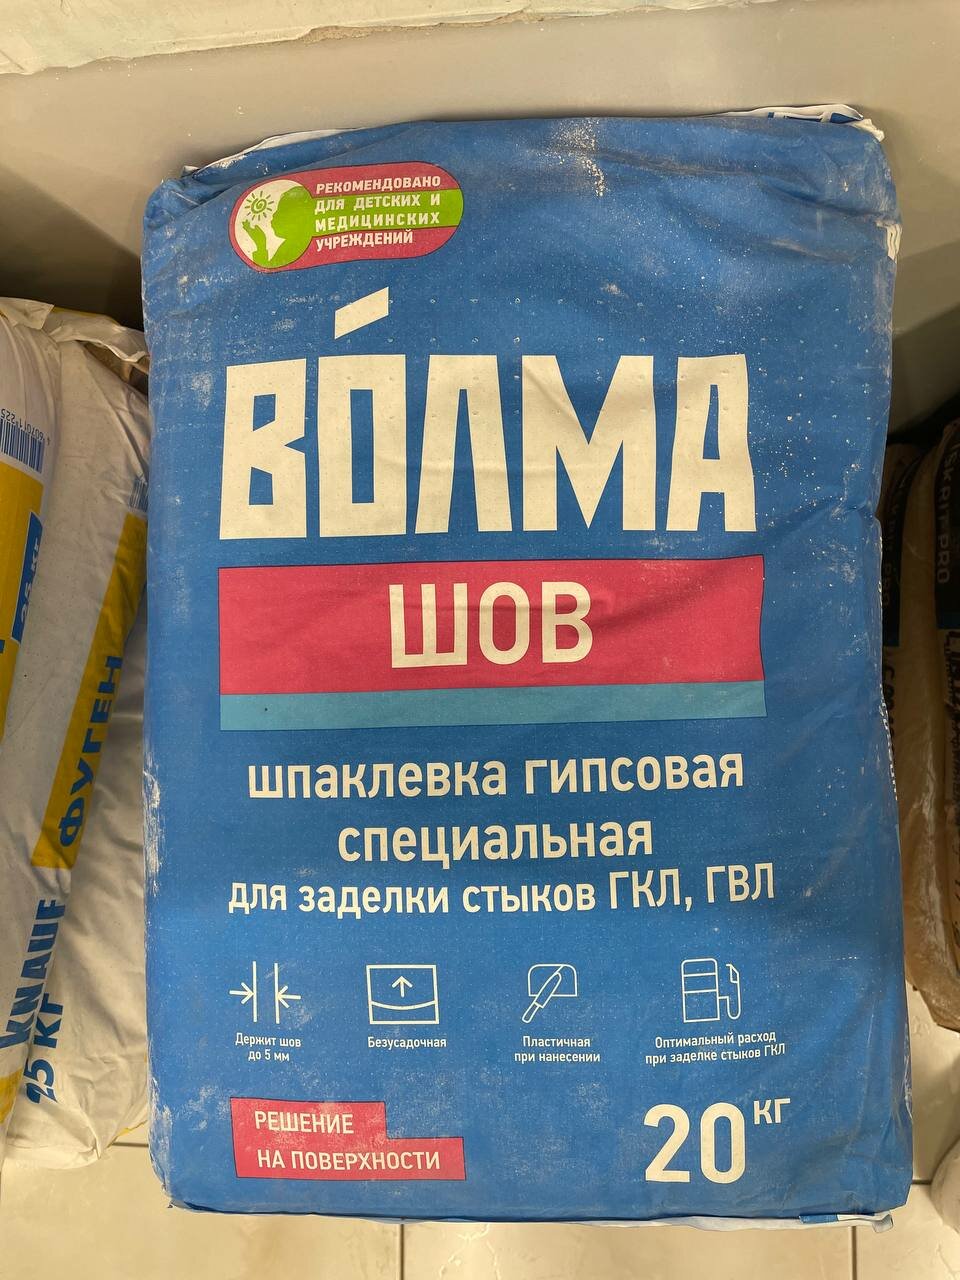 РЕКОМЕНДОВАНО
ДЛЯ ДЕТСКИХ И
МЕДИЦИНСКИХ
УЧРЕЖДЕНИЙ
ВО́ЛМА
ШОВ
шпаклевка гипсовая
специальная
для заделки стыков ГКЛ, ГВЛ
Держит шов
до 5 мм
Безусадочная
Пластичная
при нанесении
Оптимальный расход
при заделке стыков ГКЛ
РЕШЕНИЕ
НА ПОВЕРХНОСТИ
20 кг
ФУГЕН
KNAUF
25 КГ